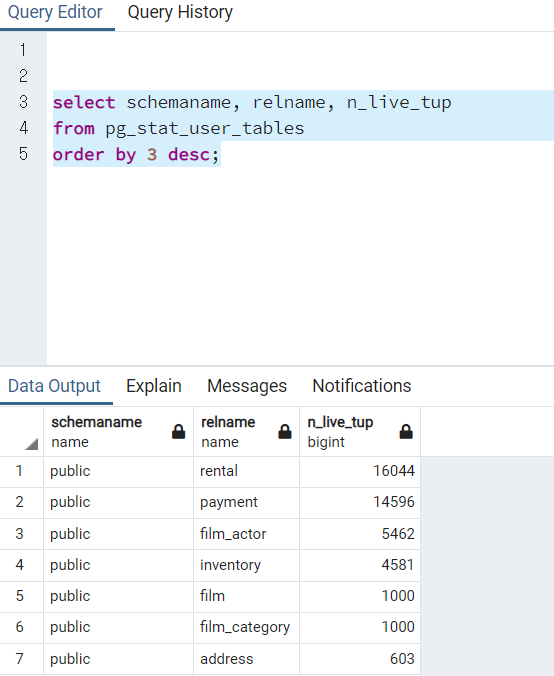 Query Editor Query History
1
2
3 select schemaname, relname, n_live_tup
4 from pg_stat_user_tables
5 order by 3 desc;
Data Output Explain Messages Notifications
schemaname relname n_live_tup
name name bigint
1 public rental 16044
2 public payment 14596
3 public film_actor 5462
4 public inventory 4581
5 public film 1000
6 public film_category 1000
7 public address 603